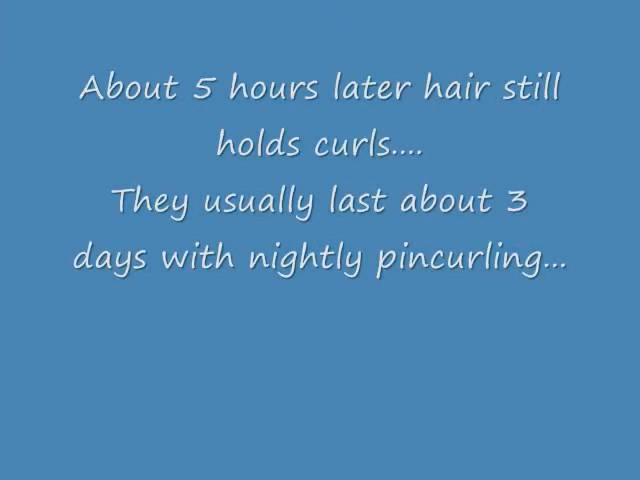 About 5 hours later hair still
holds curls....
They usually last about 3
days with nightly pincurling...